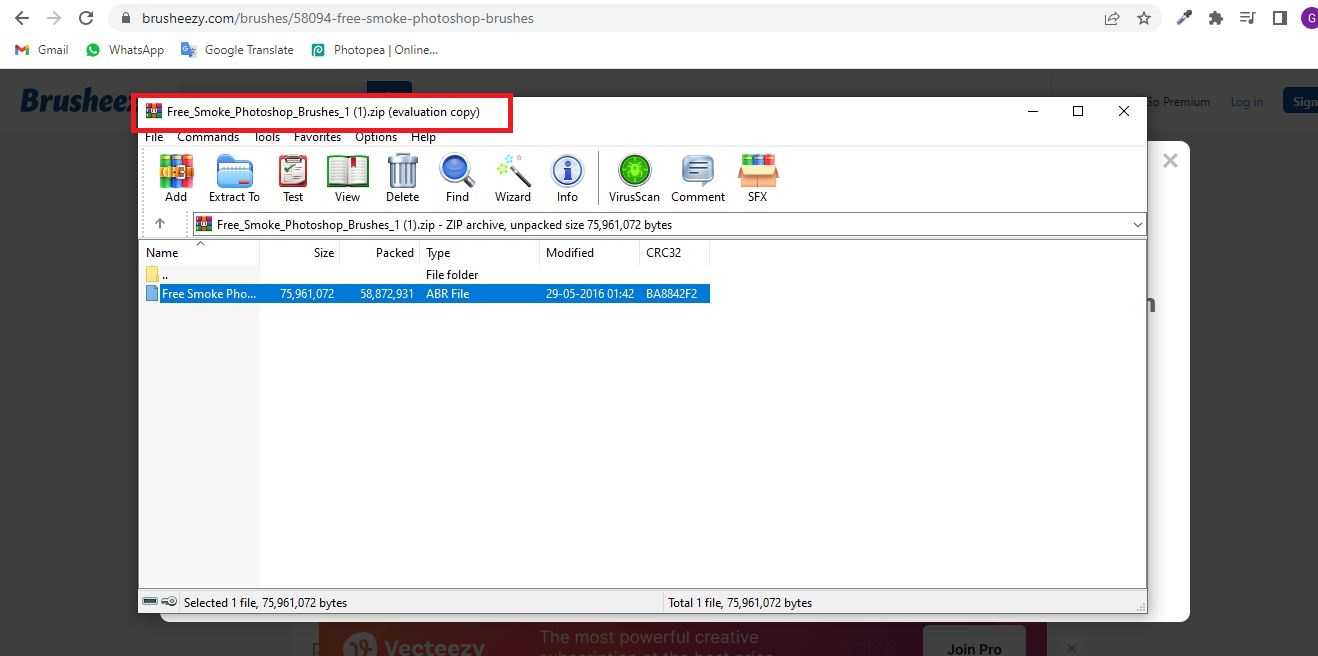 brusheezy.com/brushes/58094-free-smoke-photoshop-brushes
G
Gmail WhatsApp Google Translate Photopea | Online...
Go Premium Log in Sign
Free_Smoke_Photoshop_Brushes_1 (1).zip (evaluation copy)
File Commands Tools Favorites Options Help
Add Extract To Test View Delete Find Wizard Info VirusScan Comment SFX
Free_Smoke_Photoshop_Brushes_1 (1).zip - ZIP archive, unpacked size 75,961,072 bytes
Name Size Packed Type Modified CRC32
.. File folder
Free Smoke Pho... 75,961,072 58,872,931 ABR File 29-05-2016 01:42 BA8842F2
Selected 1 file, 75,961,072 bytes Total 1 file, 75,961,072 bytes
Vecteezy
The most powerful creative
subscription at the best price
Join Pro